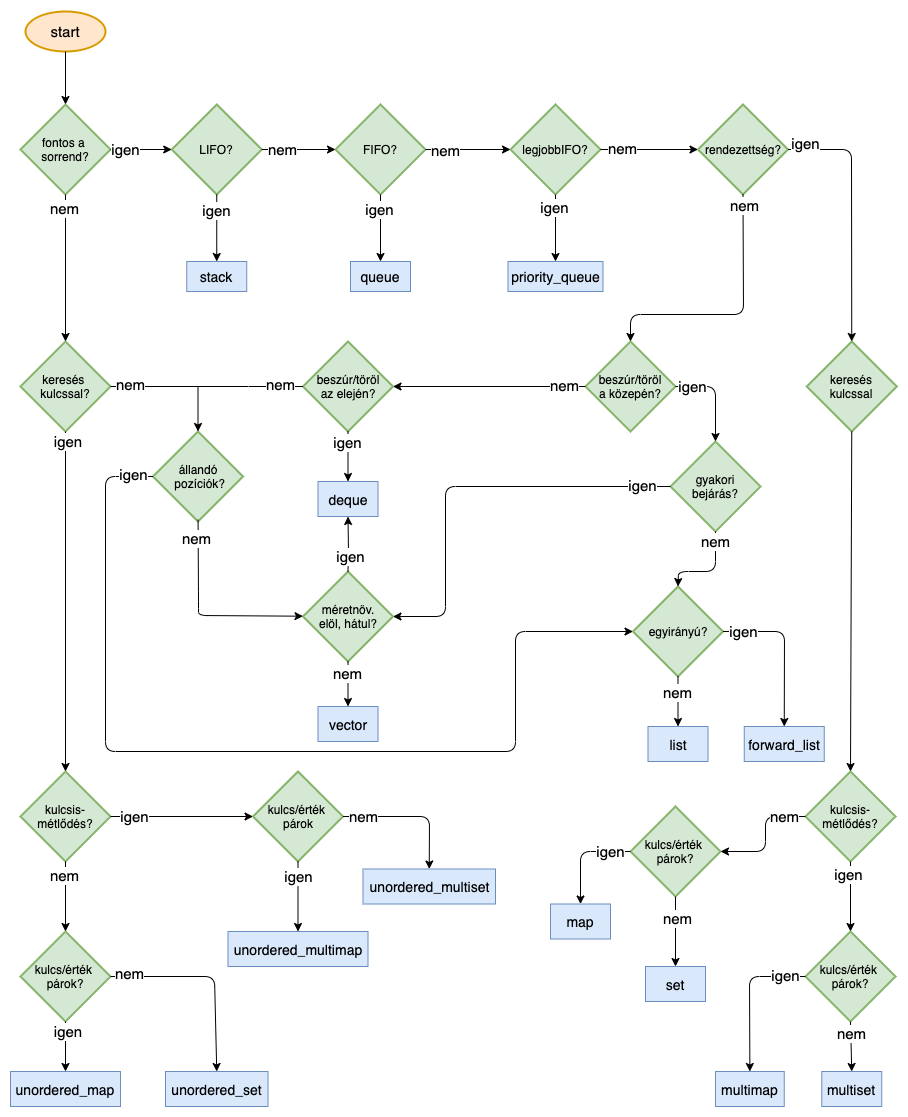 start
fontos a
sorrend?
igen
LIFO?
nem
FIFO?
nem
legjobbIFO?
nem
rendezettség?
igen
nem
igen
igen
igen
nem
stack
queue
priority_queue
keresés
kulcssal?
nem
nem
beszúr/töröl
az elején?
nem
beszúr/töröl
a közepén?
igen
keresés
kulcssal
igen
igen
igen
állandó
pozíciók?
deque
igen
gyakori
bejárás?
nem
nem
igen
méretnöv.
elöl, hátul?
egyirányú?
igen
nem
nem
vector
list
forward_list
kulcsis-
métlődés?
igen
kulcs/érték
párok
nem
nem
kulcsis-
métlődés?
igen
kulcs/érték
párok?
nem
igen
igen
unordered_multiset
map
nem
unordered_multimap
kulcs/érték
párok?
nem
set
igen
kulcs/érték
párok?
igen
nem
unordered_map
unordered_set
multimap
multiset